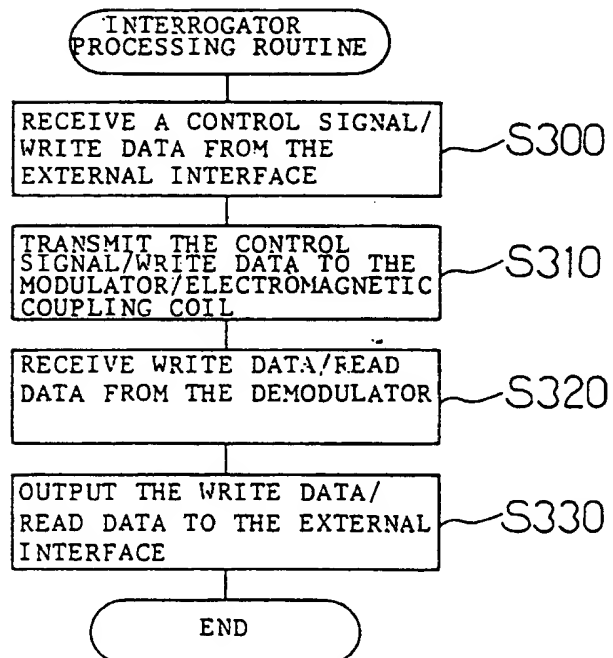 INTERROGATOR
PROCESSING ROUTINE
RECEIVE A CONTROL SIGNAL/
WRITE DATA FROM THE
EXTERNAL INTERFACE
S300
TRANSMIT THE CONTROL
SIGNAL/WRITE DATA TO THE
MODULATOR/ELECTROMAGNETIC
COUPLING COIL
S310
RECEIVE WRITE DATA/READ
DATA FROM THE DEMODULATOR
S320
OUTPUT THE WRITE DATA/
READ DATA TO THE EXTERNAL
INTERFACE
S330
END